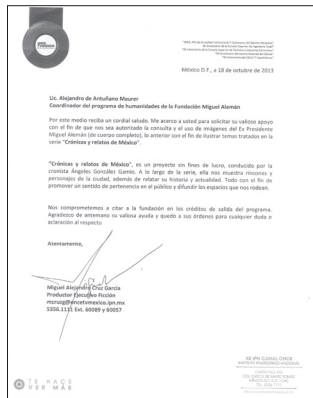 México D.F., a 18 de octubre de 2013
Lic. Alejandro de Antuñano Maurer
Coordinador del programa de humanidades de la Fundación Miguel Alemán
Por este medio reciba un cordial saludo. Me acerco a usted para solicitar su valioso apoyo
con el fin de que nos sea autorizado la consulta y el uso de imágenes del Ex Presidente
Miguel Alemán (de cuerpo completo), lo anterior con el fin de ilustrar temas tratados en la
serie "Crónicas y relatos de México".
"Crónicas y relatos de México", es un proyecto sin fines de lucro, conducido por la
cronista Ángeles González Gamio. A lo largo de la serie, ella nos muestra rincones y
personajes de la ciudad, además de relatar su historia y actualidad. Todo con el fin de
promover un sentido de pertenencia en el público y difundir los espacios que nos rodean.
Nos comprometemos a citar a la fundación en los créditos de salida del programa.
Agradezco de antemano su valiosa ayuda y quedo a sus órdenes para cualquier duda o
aclaración al respecto
Atentamente,
Miguel Alejandro Cruz García
Productor Ejecutivo Ficción
mcruzg@oncetvmexico.ipn.mx
5356.1111 Ext. 60089 y 60057
XE IPN CANAL ONCE
INSTITUTO POLITÉCNICO NACIONAL
TE HACE
VER MÁS